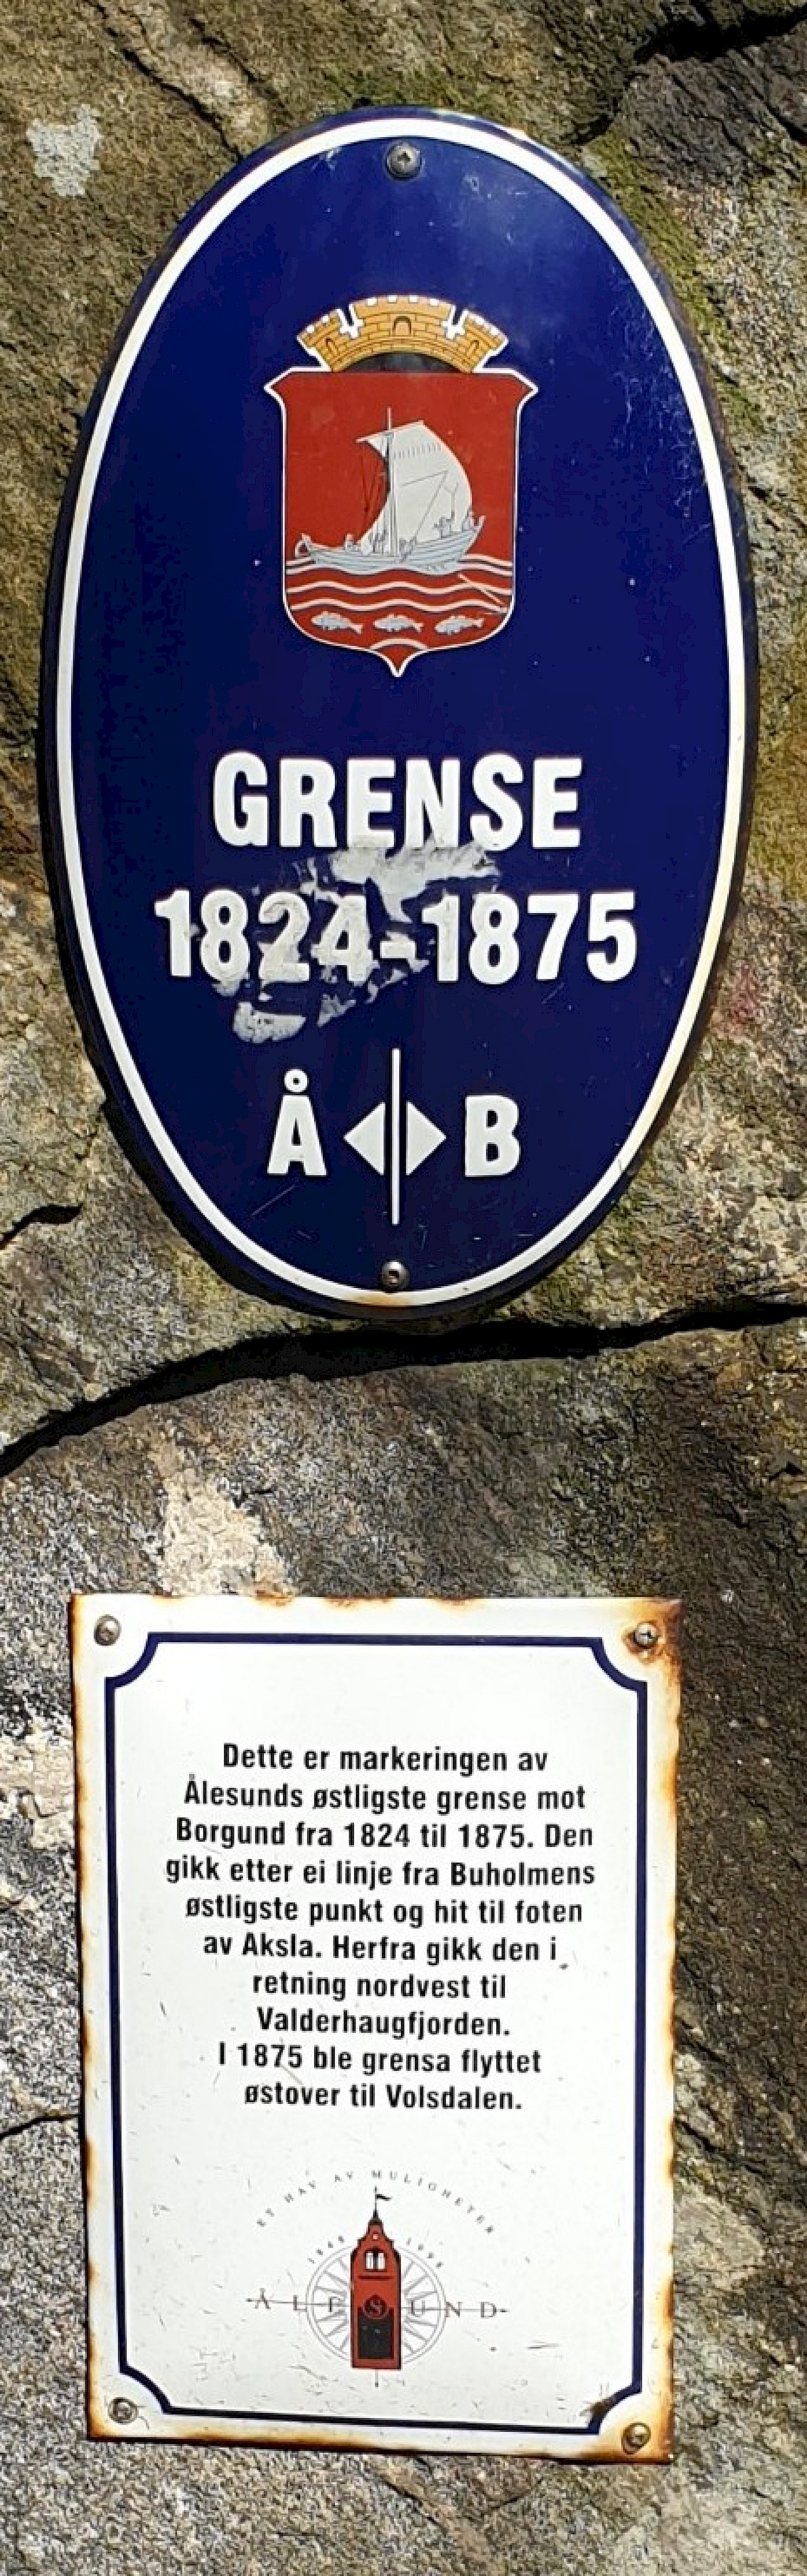 GRENSE
1824-1875
Å B
Dette er markeringen av
Ålesunds østligste grense mot
Borgund fra 1824 til 1875. Den
gikk etter ei linje fra Buholmens
østligste punkt og hit til foten
av Aksla. Herfra gikk den i
retning nordvest til
Valderhaugfjorden.
I 1875 ble grensa flyttet
østover til Volsdalen.
ET HAV AV MULIGHETER
1848 1998
ÅLESUND